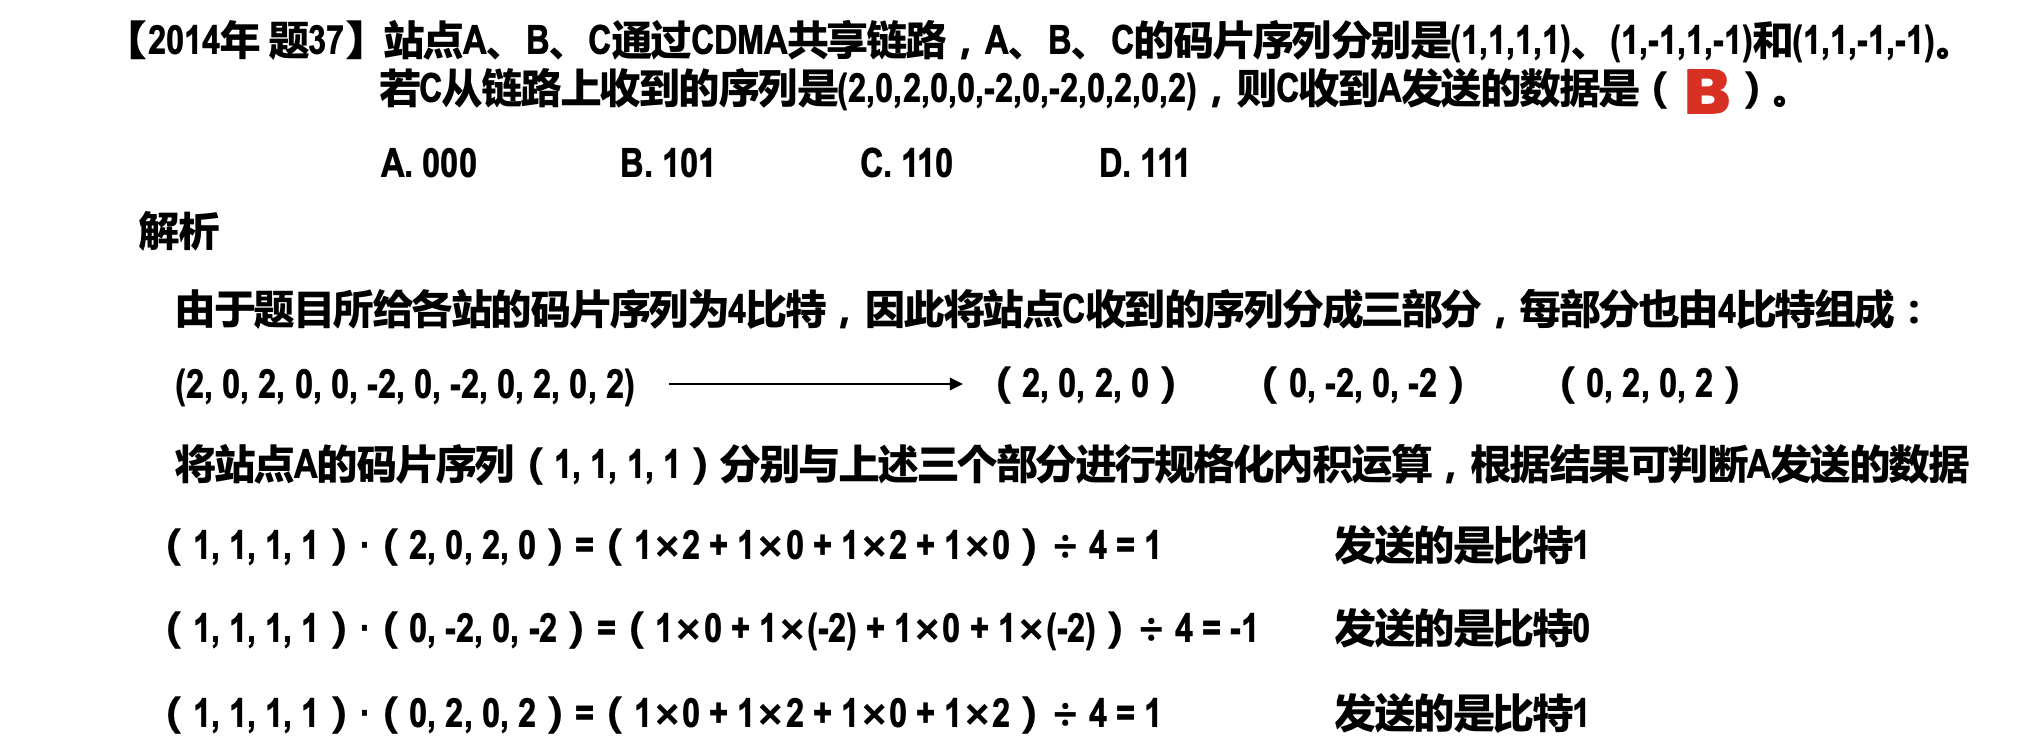 【2014年 题37】站点A、B、C通过CDMA共享链路，A、B、C的码片序列分别是(1,1,1,1)、(1,-1,1,-1)和(1,1,-1,-1)。
若C从链路上收到的序列是(2,0,2,0,0,-2,0,-2,0,2,0,2)，则C收到A发送的数据是（ B ）。
A. 000 B. 101 C. 110 D. 111
解析
由于题目所给各站的码片序列为4比特，因此将站点C收到的序列分成三部分，每部分也由4比特组成：
(2, 0, 2, 0, 0, -2, 0, -2, 0, 2, 0, 2) （2, 0, 2, 0） （0, -2, 0, -2） （0, 2, 0, 2）
将站点A的码片序列（1, 1, 1, 1）分别与上述三个部分进行规格化内积运算，根据结果可判断A发送的数据
（1, 1, 1, 1）·（2, 0, 2, 0）=（1×2 + 1×0 + 1×2 + 1×0）÷ 4 = 1 发送的是比特1
（1, 1, 1, 1）·（0, -2, 0, -2）=（1×0 + 1×(-2) + 1×0 + 1×(-2)）÷ 4 = -1 发送的是比特0
（1, 1, 1, 1）·（0, 2, 0, 2）=（1×0 + 1×2 + 1×0 + 1×2）÷ 4 = 1 发送的是比特1